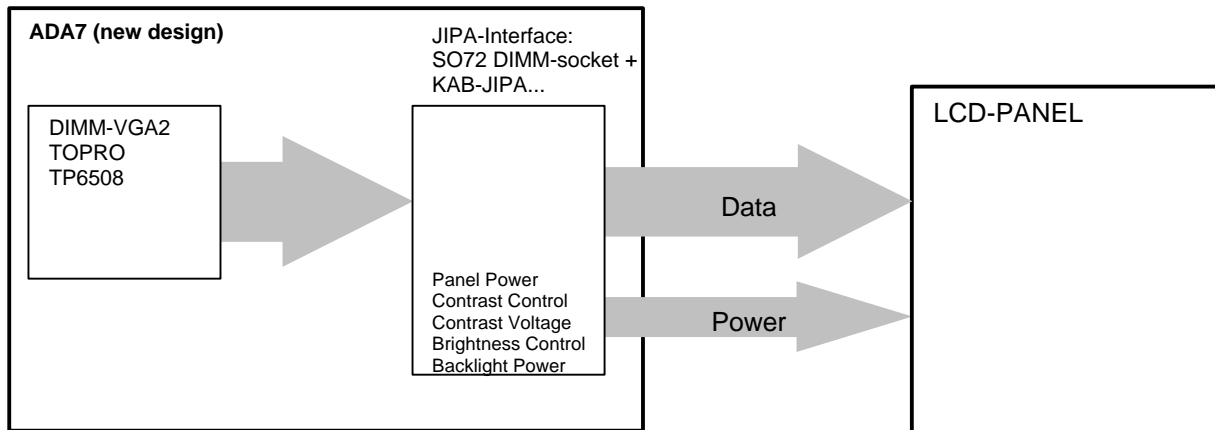 ADA7 (new design)
JIPA-Interface:
SO72 DIMM-socket +
KAB-JIPA...
DIMM-VGA2
TOPRO
TP6508
LCD-PANEL
Data
Panel Power
Contrast Control
Contrast Voltage
Brightness Control
Backlight Power
Power